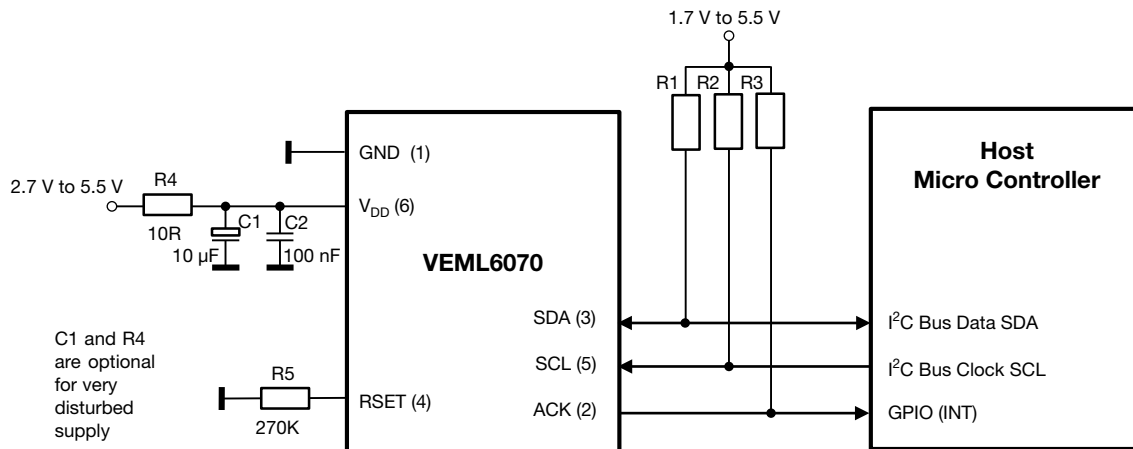 1.7 V to 5.5 V
R1
R2
R3
GND (1)
2.7 V to 5.5 V
R4
10R
C1
10 µF
C2
100 nF
V_DD (6)
VEML6070
Host
Micro Controller
SDA (3)
SCL (5)
ACK (2)
I²C Bus Data SDA
I²C Bus Clock SCL
GPIO (INT)
C1 and R4
are optional
for very
disturbed
supply
R5
270K
RSET (4)